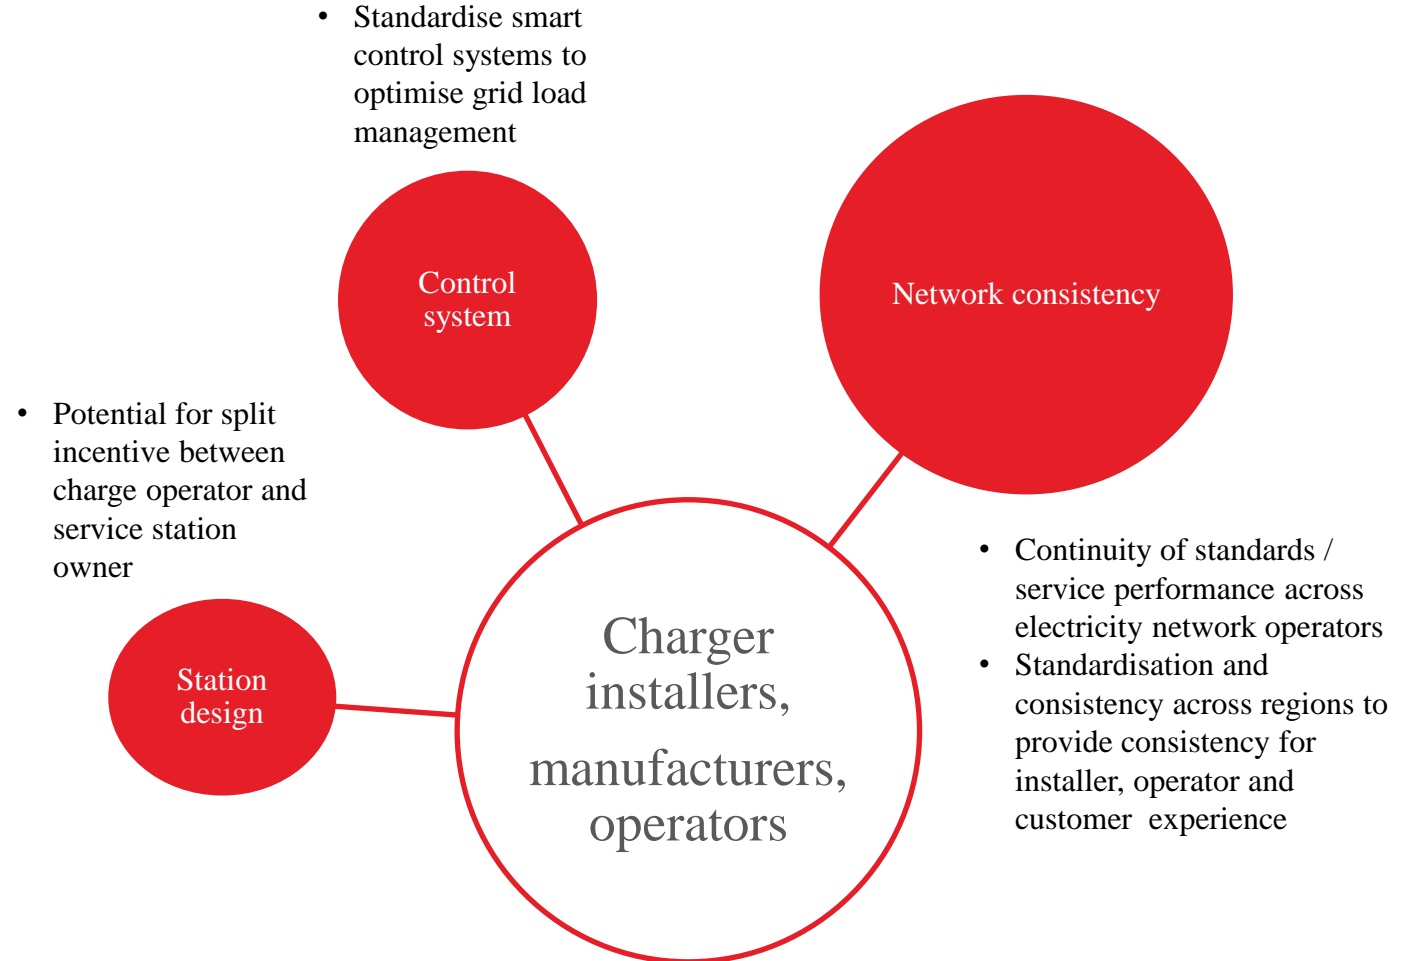 • Standardise smart
control systems to
optimise grid load
management
Control
system
Network consistency
• Potential for split
incentive between
charge operator and
service station
owner
Station
design
Charger
installers,
manufacturers,
operators
• Continuity of standards /
service performance across
electricity network operators
• Standardisation and
consistency across regions to
provide consistency for
installer, operator and
customer experience